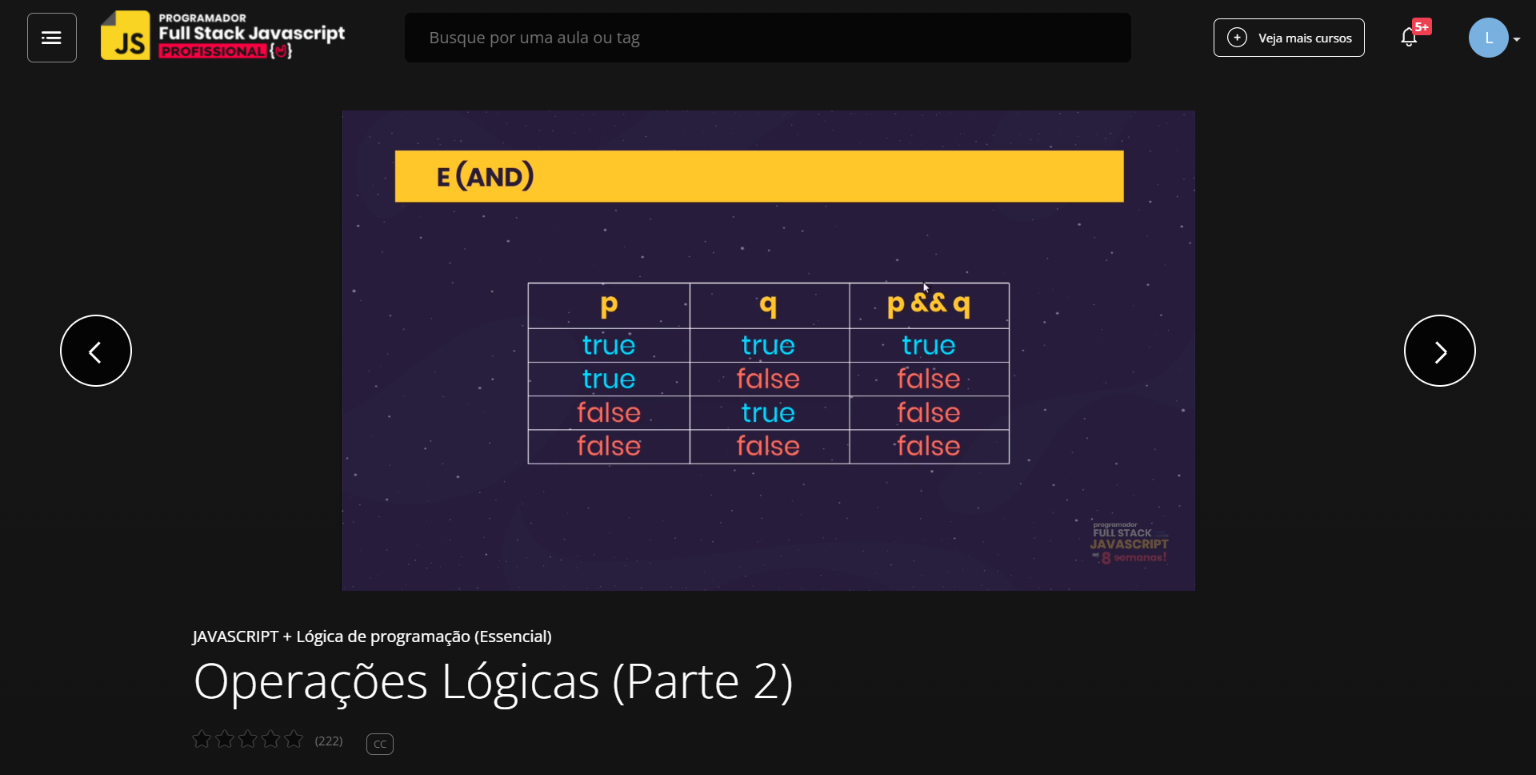 JS
PROGRAMADOR
Full Stack Javascript
PROFISSIONAL
Busque por uma aula ou tag
Veja mais cursos
5+
L
E (AND)
p q p && q
true true true
true false false
false true false
false false false
programador
FULL STACK
JAVASCRIPT
em 8 semanas!
JAVASCRIPT + Lógica de programação (Essencial)
Operações Lógicas (Parte 2)
(222) CC